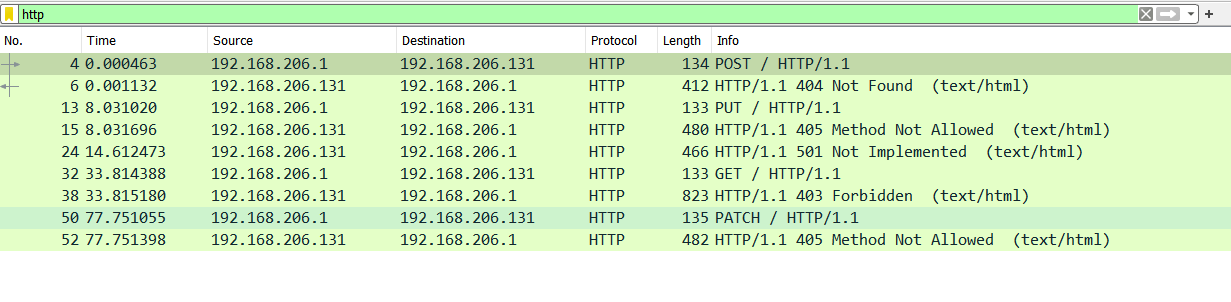 http
No. Time Source Destination Protocol Length Info
4 0.000463 192.168.206.1 192.168.206.131 HTTP 134 POST / HTTP/1.1
6 0.001132 192.168.206.131 192.168.206.1 HTTP 412 HTTP/1.1 404 Not Found (text/html)
13 8.031020 192.168.206.1 192.168.206.131 HTTP 133 PUT / HTTP/1.1
15 8.031696 192.168.206.131 192.168.206.1 HTTP 480 HTTP/1.1 405 Method Not Allowed (text/html)
24 14.612473 192.168.206.131 192.168.206.1 HTTP 466 HTTP/1.1 501 Not Implemented (text/html)
32 33.814388 192.168.206.1 192.168.206.131 HTTP 133 GET / HTTP/1.1
38 33.815180 192.168.206.131 192.168.206.1 HTTP 823 HTTP/1.1 403 Forbidden (text/html)
50 77.751055 192.168.206.1 192.168.206.131 HTTP 135 PATCH / HTTP/1.1
52 77.751398 192.168.206.131 192.168.206.1 HTTP 482 HTTP/1.1 405 Method Not Allowed (text/html)